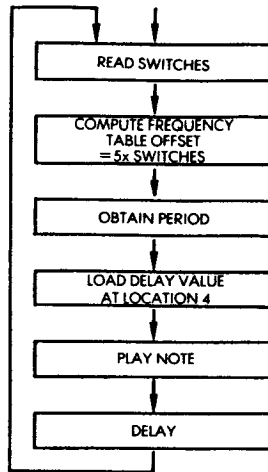 READ SWITCHES
COMPUTE FREQUENCY
TABLE OFFSET
=5x SWITCHES
OBTAIN PERIOD
LOAD DELAY VALUE
AT LOCATION 4
PLAY NOTE
DELAY